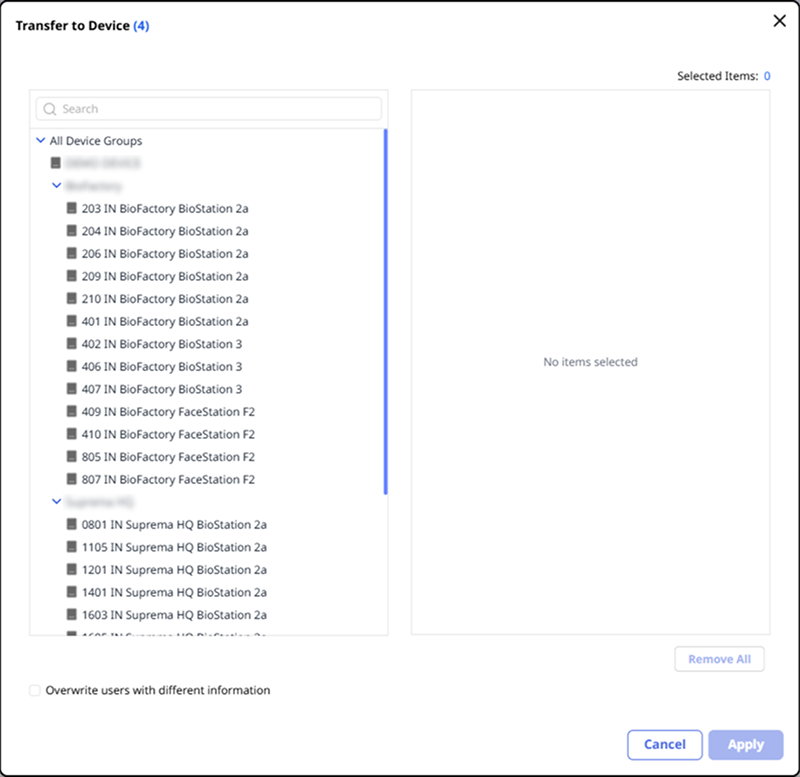 Transfer to Device (4)
Selected Items: 0
Search
All Device Groups
DEMO DEVICE
BioFactory
203 IN BioFactory BioStation 2a
204 IN BioFactory BioStation 2a
206 IN BioFactory BioStation 2a
209 IN BioFactory BioStation 2a
210 IN BioFactory BioStation 2a
401 IN BioFactory BioStation 2a
402 IN BioFactory BioStation 3
406 IN BioFactory BioStation 3
407 IN BioFactory BioStation 3
409 IN BioFactory FaceStation F2
410 IN BioFactory FaceStation F2
805 IN BioFactory FaceStation F2
807 IN BioFactory FaceStation F2
Suprema HQ
0801 IN Suprema HQ BioStation 2a
1105 IN Suprema HQ BioStation 2a
1201 IN Suprema HQ BioStation 2a
1401 IN Suprema HQ BioStation 2a
1603 IN Suprema HQ BioStation 2a
No items selected
Remove All
Overwrite users with different information
Cancel
Apply